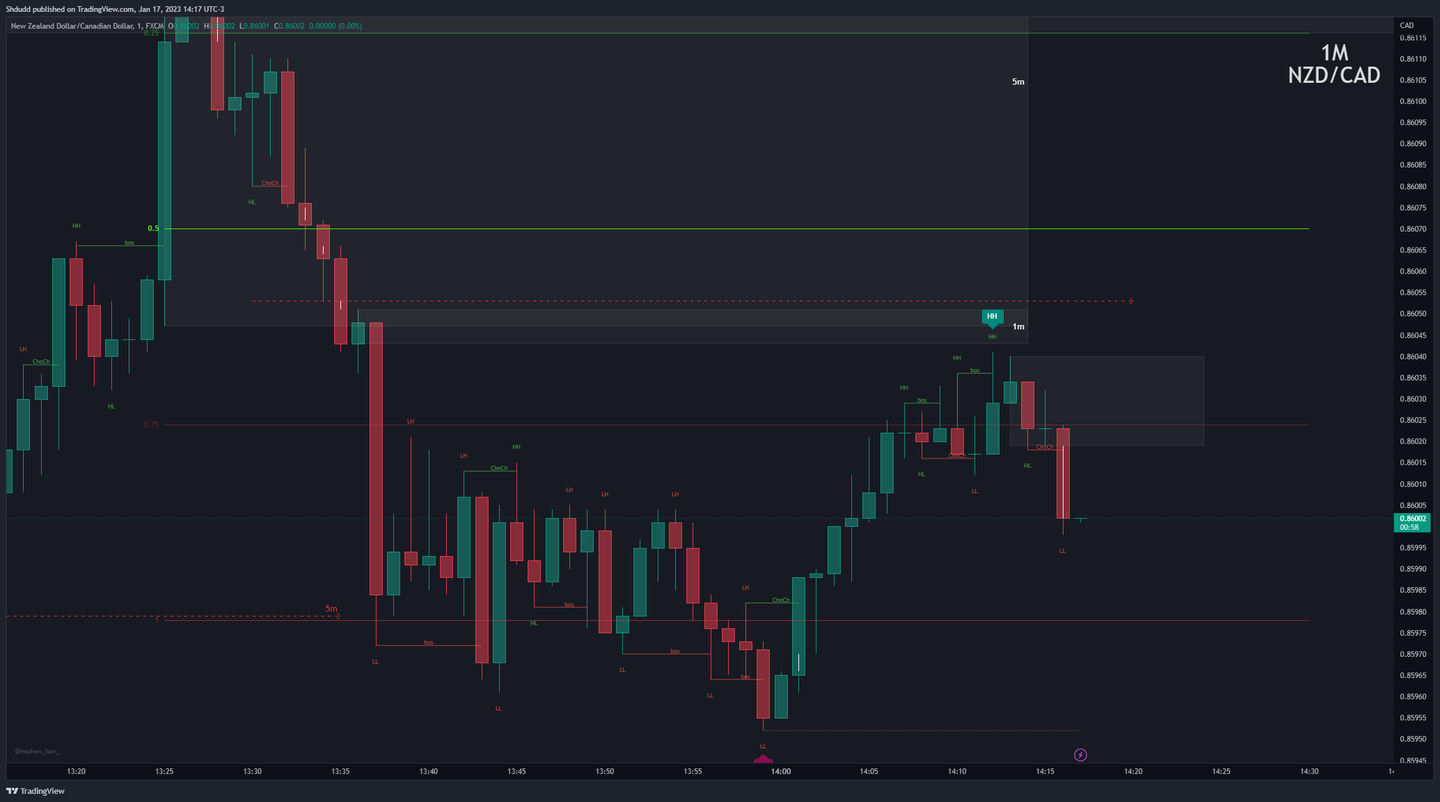 Shdudd published on TradingView.com, Jan 17, 2023 14:17 UTC-3
New Zealand Dollar/Canadian Dollar, 1, FXCM O0.86002 H0.86002 L0.86001 C0.86002 0.00000 (0.00%)
CAD
1M
NZD/CAD
0.86115
0.86110
0.86105
0.86100
0.86095
0.86090
0.86085
0.86080
0.86075
0.86070
0.86065
0.86060
0.86055
0.86050
0.86045
0.86040
0.86035
0.86030
0.86025
0.86020
0.86015
0.86010
0.86005
0.86002
00:58
0.85995
0.85990
0.85985
0.85980
0.85975
0.85970
0.85965
0.85960
0.85955
0.85950
0.85945
0.25
5m
ChoCh
HL
HH
bos
0.5
HH
1m
HH
LH
ChoCh
HH
bos
HH
bos
HL
0.75
LH
LH
ChoCh
HH
ChoCh
HL
LL
ChoCh
HL
LH
LH
LH
LL
LH
ChoCh
bos
HL
5m
bos
LL
bos
LL
bos
LL
LL
LL
@Nephew_Sam_
13:20 13:25 13:30 13:35 13:40 13:45 13:50 13:55 14:00 14:05 14:10 14:15 14:20 14:25 14:30
TradingView